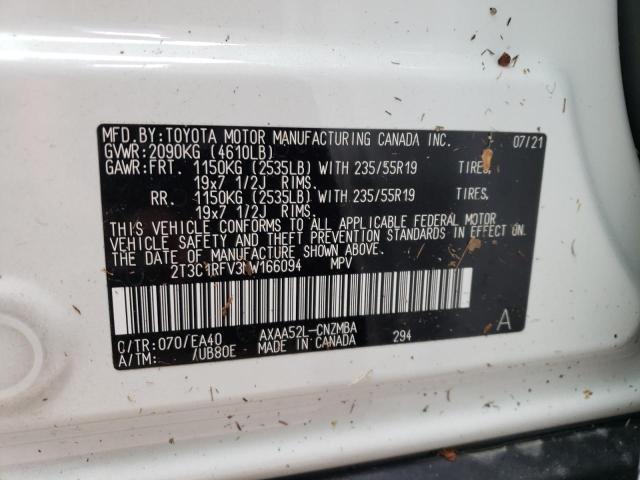 MFD.BY:TOYOTA MOTOR MANUFACTURING CANADA INC. 07/21
GVWR:2090KG (4610LB)
GAWR:FRT. 1150KG (2535LB) WITH 235/55R19 TIRES,
19x7 1/2J RIMS.
RR. 1150KG (2535LB) WITH 235/55R19 TIRES,
19x7 1/2J RIMS.
THIS VEHICLE CONFORMS TO ALL APPLICABLE FEDERAL MOTOR
VEHICLE SAFETY AND THEFT PREVENTION STANDARDS IN EFFECT ON
THE DATE OF MANUFACTURE SHOWN ABOVE.
MPV
C/TR:070/EA40 AXAA52L-CNZMBA 294 A
A/TM: /UB80E MADE IN CANADA